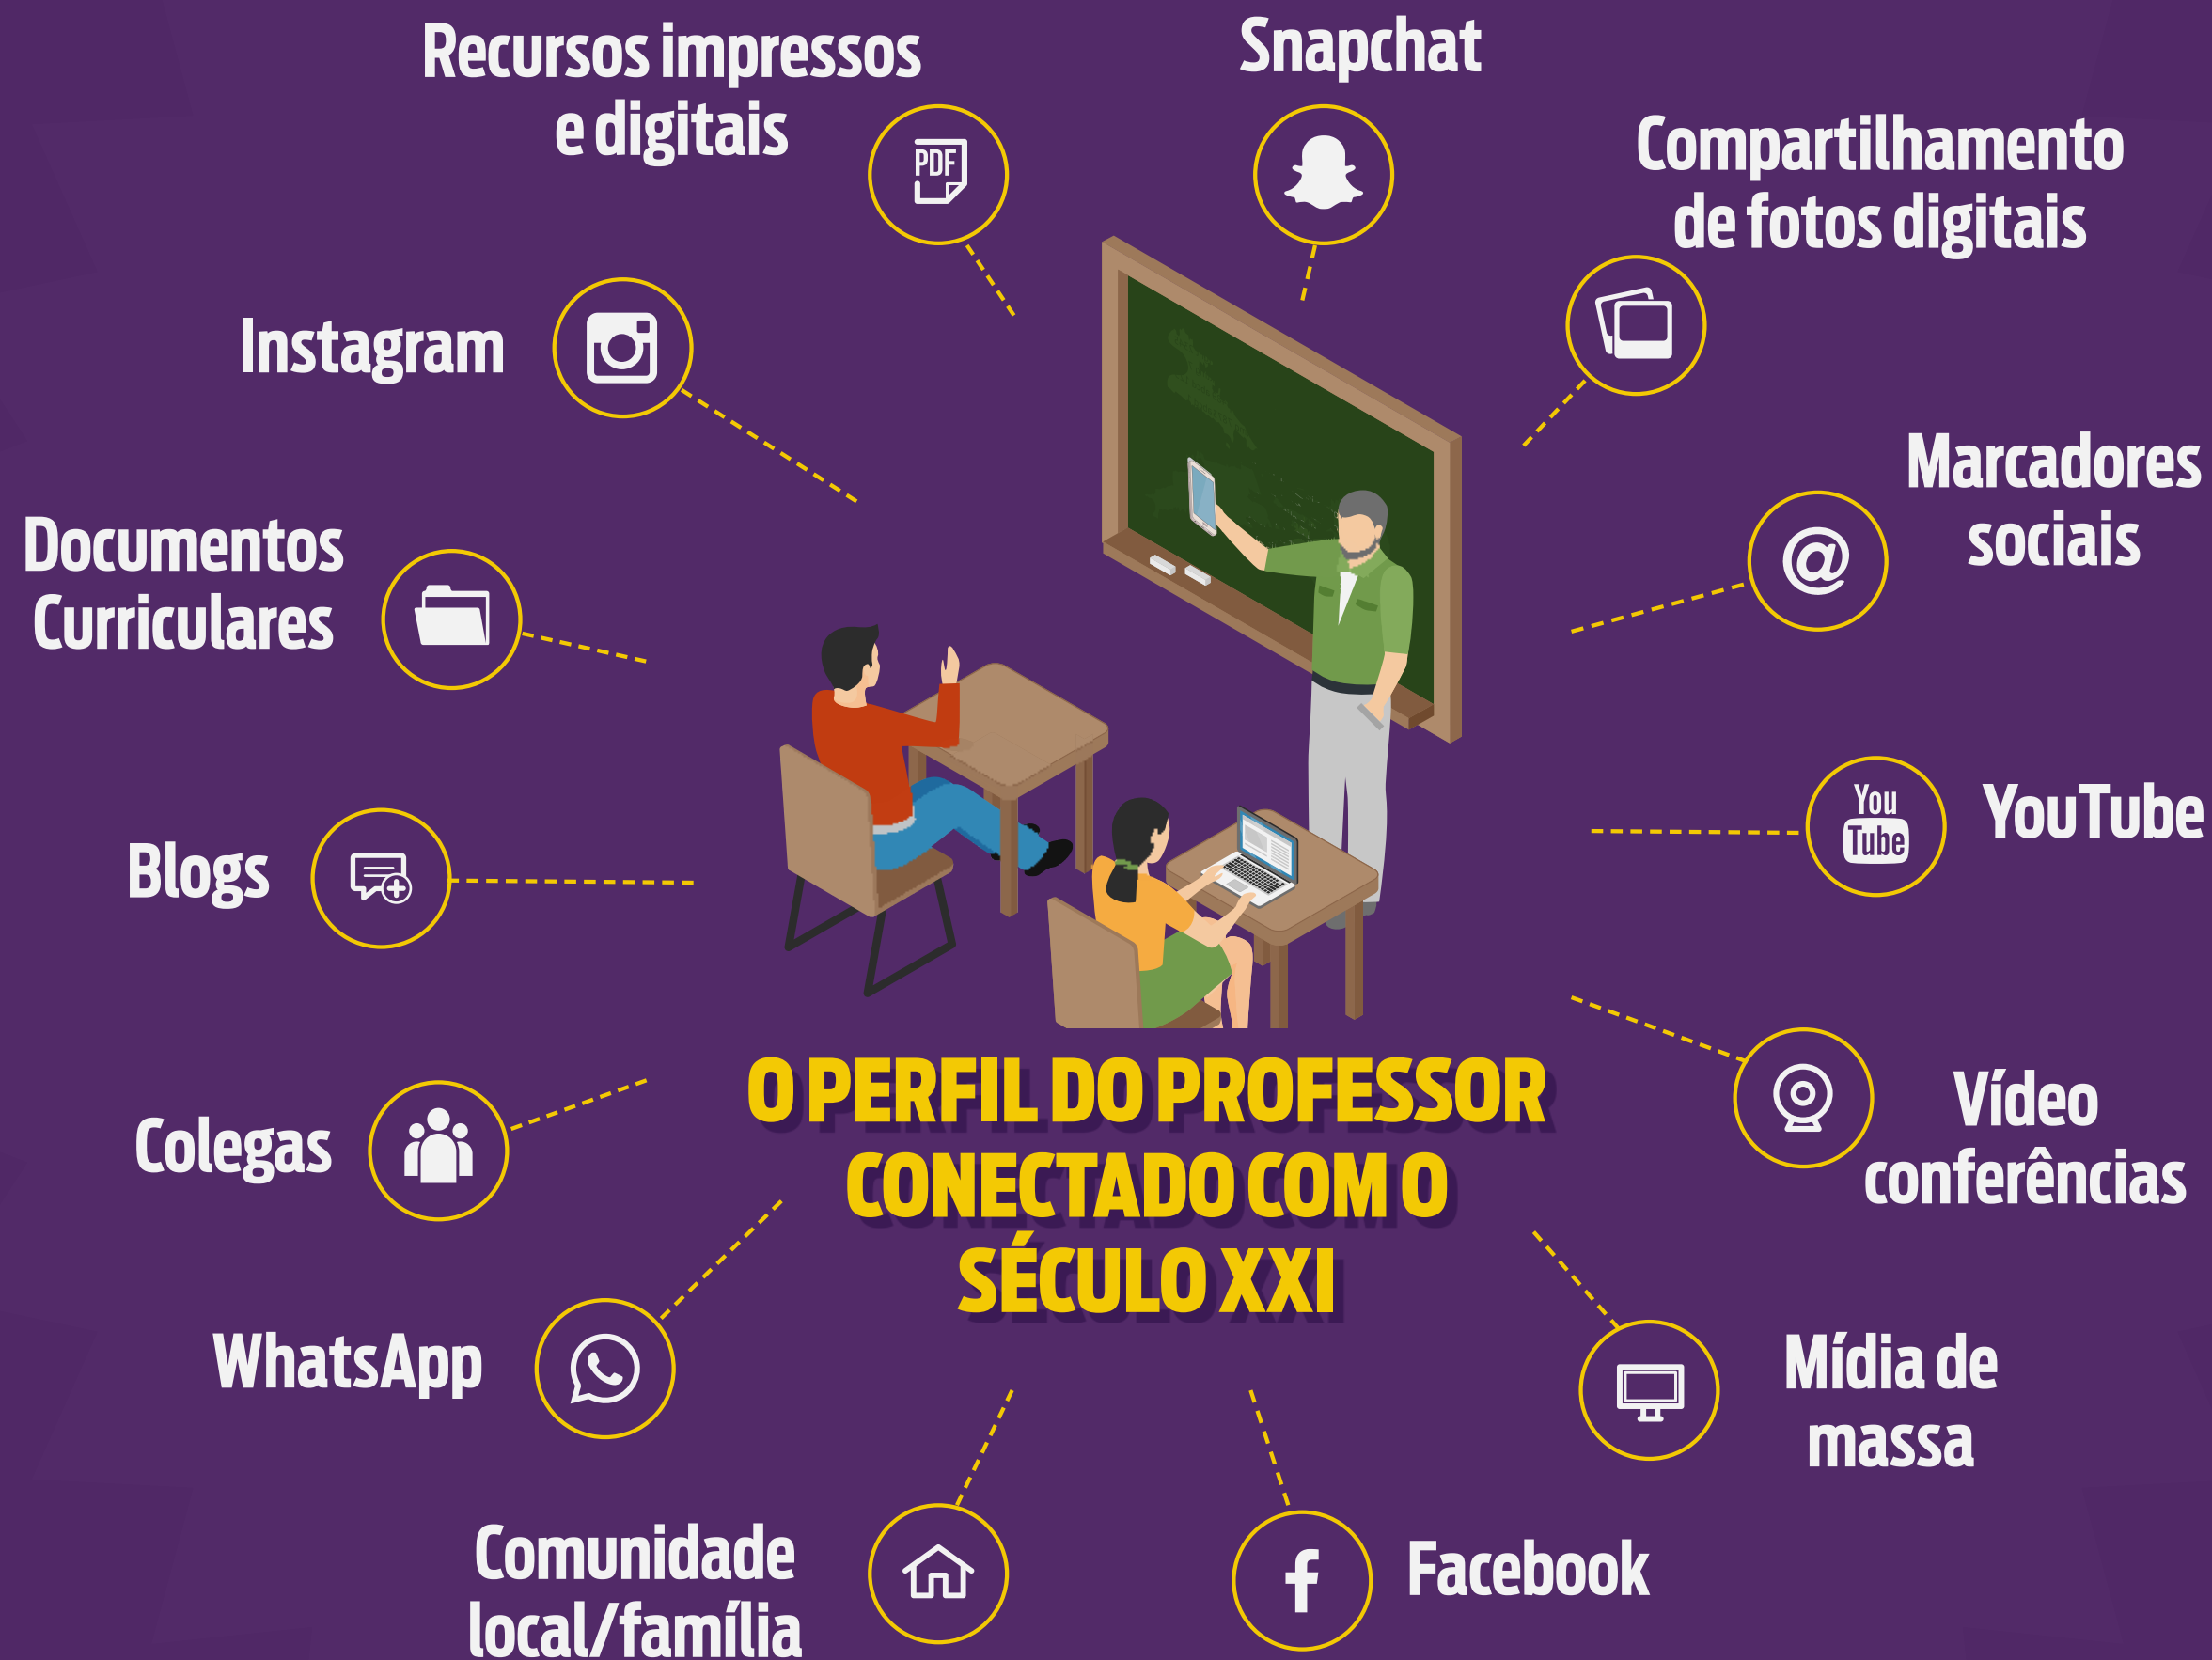 Recursos impressos
e digitais
PDF
Snapchat
Compartilhamento
de fotos digitais
Instagram
Marcadores
sociais
@
Documentos
Curriculares
YouTube
You
Tube
Blogs
Vídeo
conferências
Colegas
O PERFIL DO PROFESSOR
CONECTADO COM O
SÉCULO XXI
WhatsApp
Mídia de
massa
Comunidade
local/família
f
Facebook